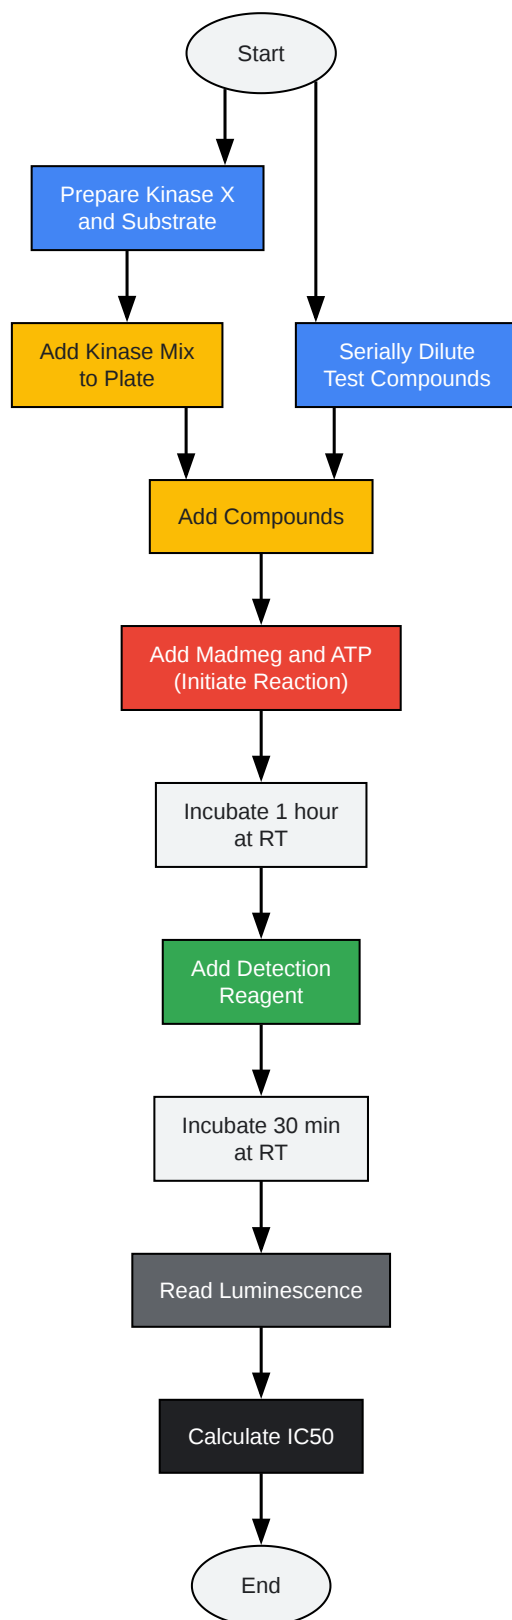 Start
Prepare Kinase X
and Substrate
Add Kinase Mix
to Plate
Serially Dilute
Test Compounds
Add Compounds
Add Madmeg and ATP
(Initiate Reaction)
Incubate 1 hour
at RT
Add Detection
Reagent
Incubate 30 min
at RT
Read Luminescence
Calculate IC50
End